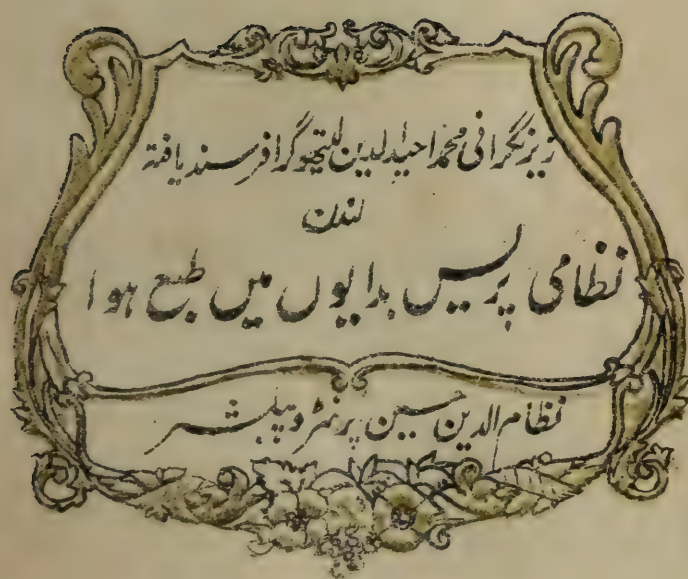 زیر نگرانی محمد احید الدین لیتھوگرافر سند یافتہ
لندن
نظامی پریس بدایوں میں طبع ہوا
نظام الدین حسین پرنٹر و پبلشر